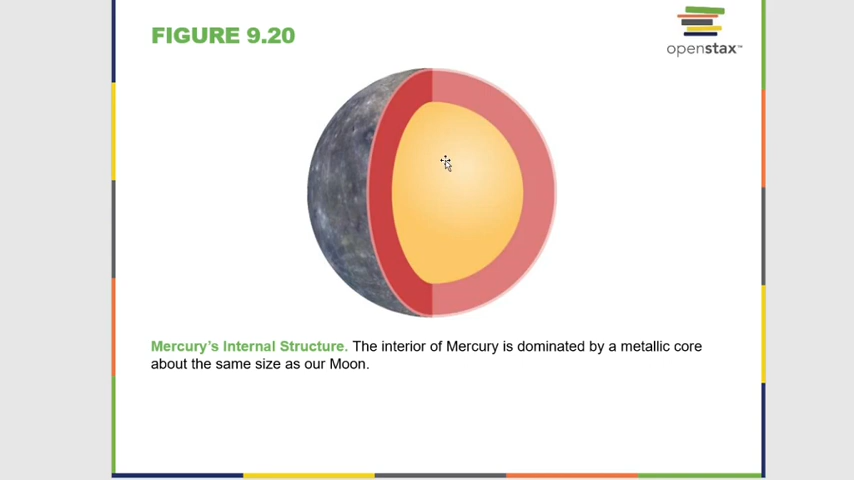 FIGURE 9.20
openstax™
Mercury's Internal Structure. The interior of Mercury is dominated by a metallic core
about the same size as our Moon.